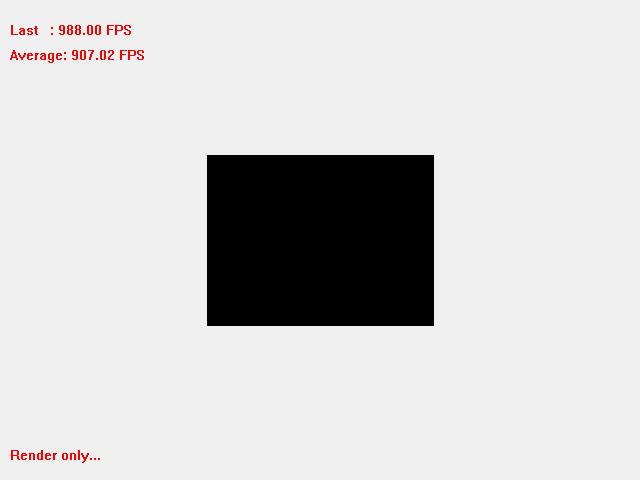 Last   : 988.00 FPS
Average: 907.02 FPS
Render only...